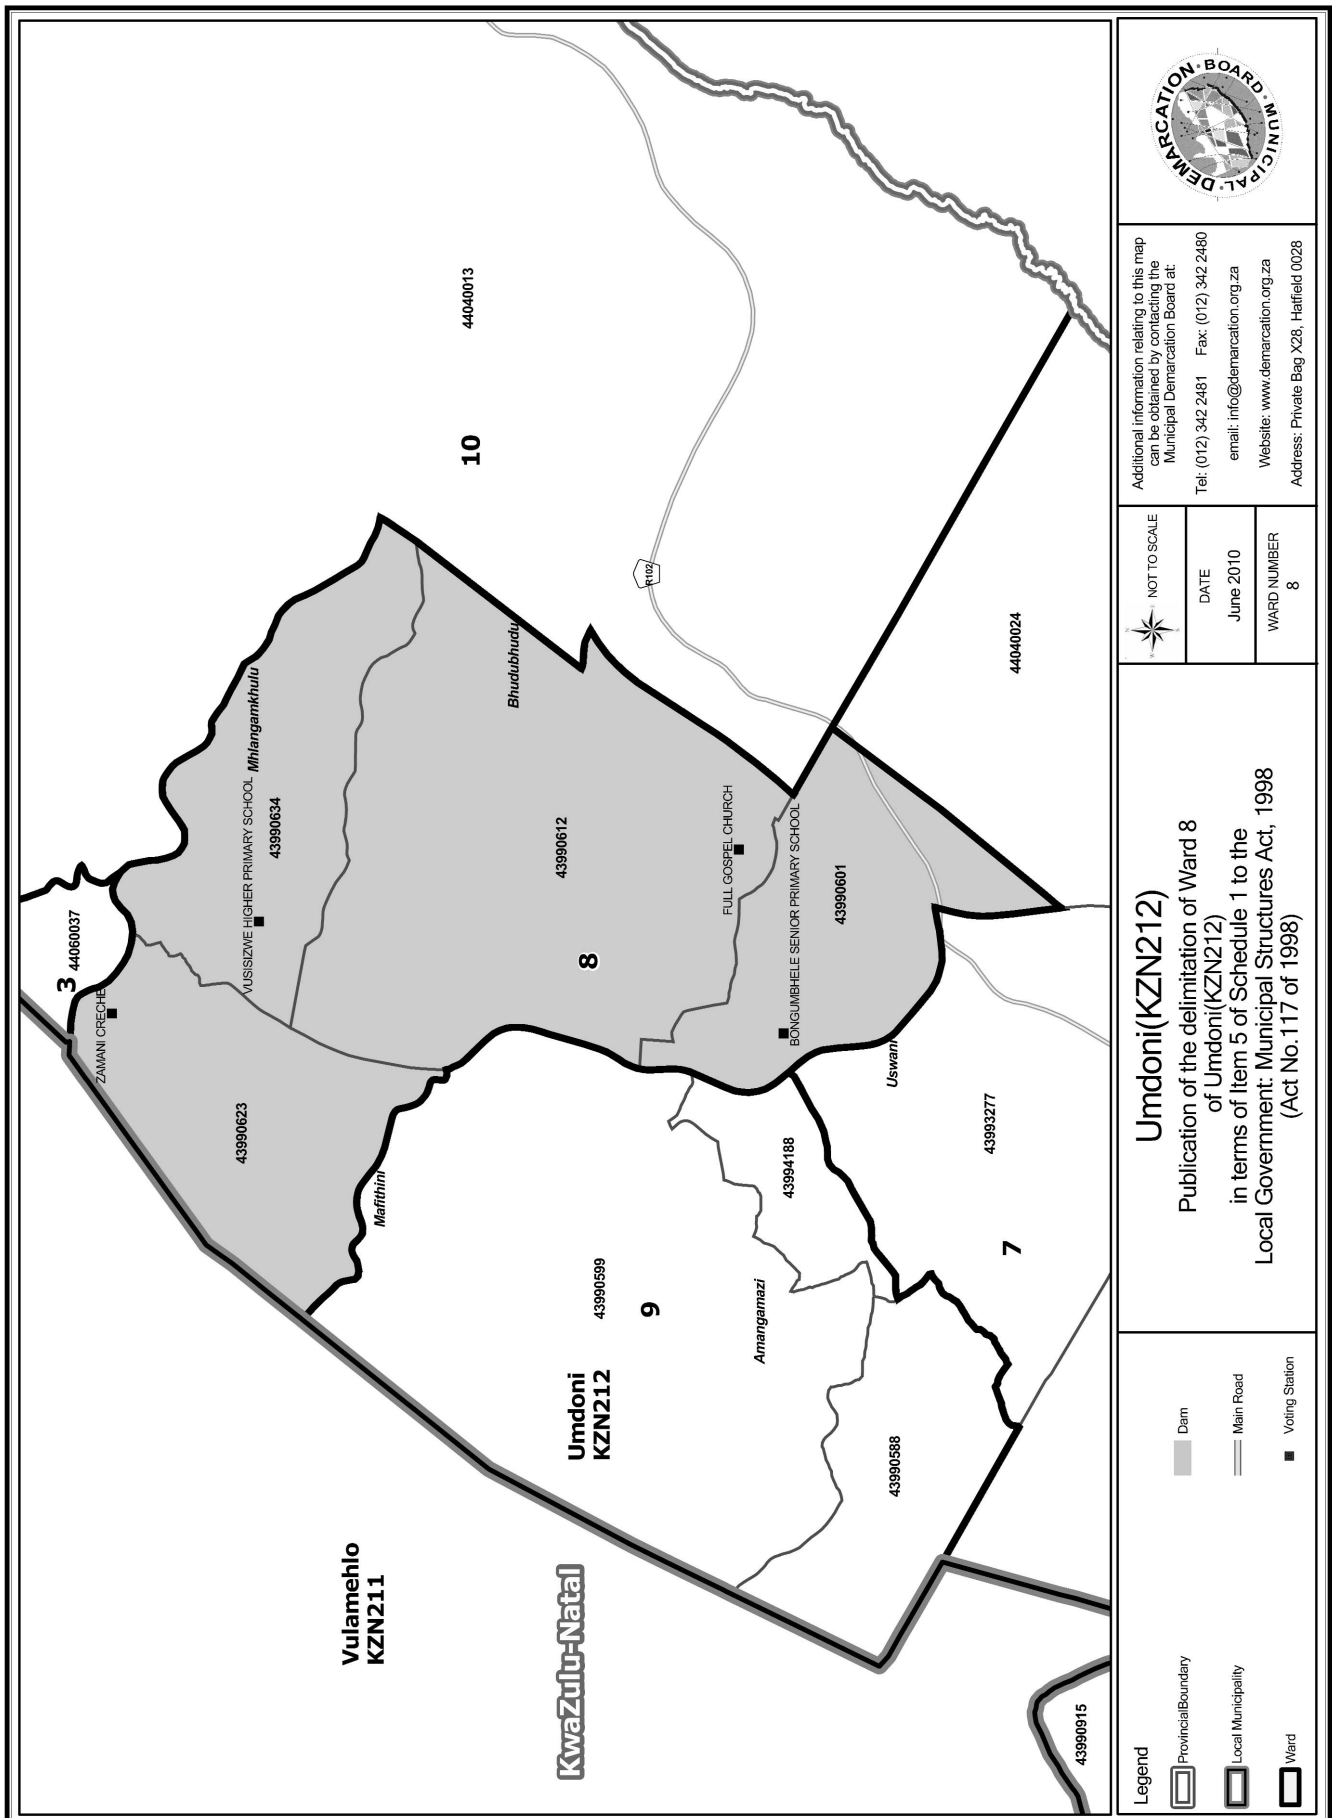 Vulamehlo
KZN211
KwaZulu-Natal
Umdoni
KZN212
3
44060037
ZAMANI CRECHE
43990623
VUSISIZWE HIGHER PRIMARY SCHOOL
Mhlangamkhulu
43990634
Mafithini
10
44040013
Bhudubhudu
43990612
8
43990599
9
R102
FULL GOSPEL CHURCH
BONGUMBHELE SENIOR PRIMARY SCHOOL
43990601
Amangamazi
43994188
Uswani
43990588
43993277
7
44040024
43990915
Legend
ProvincialBoundary
Local Municipality
Ward
Dam
Main Road
Voting Station
Umdoni(KZN212)
Publication of the delimitation of Ward 8
of Umdoni(KZN212)
in terms of Item 5 of Schedule 1 to the
Local Government: Municipal Structures Act, 1998
(Act No.117 of 1998)
NOT TO SCALE
DATE
June 2010
WARD NUMBER
8
Additional information relating to this map
can be obtained by contacting the
Municipal Demarcation Board at:
Tel: (012) 342 2481 Fax: (012) 342 2480
email: info@demarcation.org.za
Website: www.demarcation.org.za
Address: Private Bag X28, Hatfield 0028
MUNICIPAL • DEMARCATION • BOARD •